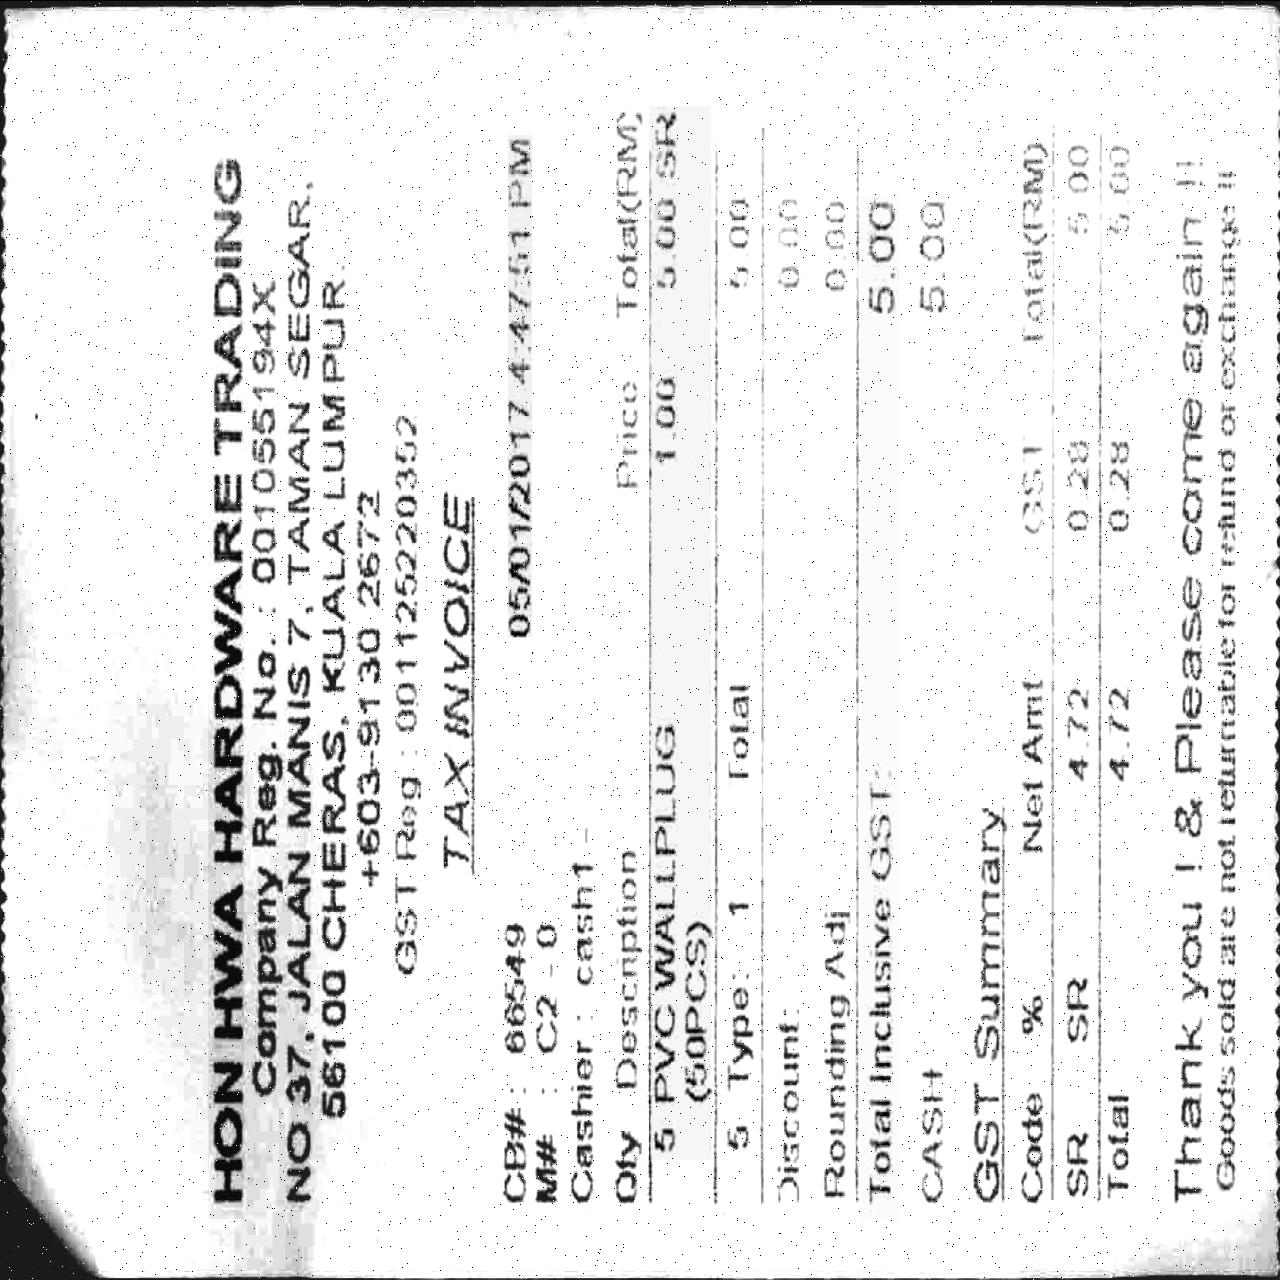 HON HWA HARDWARE TRADING
Company Reg. No. : 001055194X
NO 37, JALAN MANIS 7, TAMAN SEGAR,
56100 CHERAS, KUALA LUMPUR.
+603-9130 2672
GST Reg : 001125220352
TAX INVOICE
CB# : 66549 05/01/2017 4:47:51 PM
M# : C2 - 0
Cashier : cash1 -
Qty Description Price Total(RM)
5 PVC WALLPLUG 1.00 5.00 SR
(50PCS)
5 Type: 1 Total 5.00
Discount: 0.00
Rounding Adj 0.00
Total Inclusive GST: 5.00
CASH 5.00
GST Summary
Code % Net Amt GST Total(RM)
SR SR 4.72 0.28 5.00
Total 4.72 0.28 5.00
Thank you ! & Please come again !!
Goods sold are not returnable for refund or exchange !!